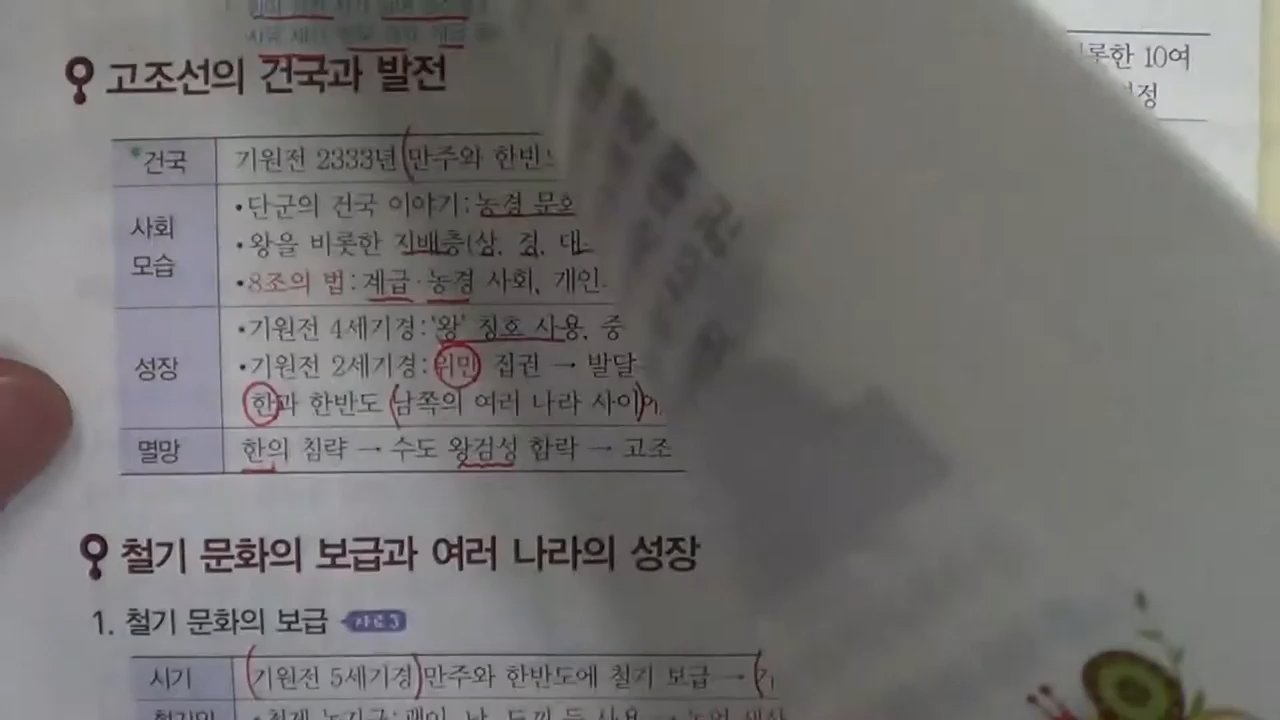 고조선의 건국과 발전
건국 기원전 2333년(만주와 한반
사회
모습
•단군의 건국 이야기: 농경 문호
•왕을 비롯한 지배층(상, 경, 대
•8조의 법: 계급·농경 사회, 개인
성장
•기원전 4세기경: '왕' 칭호 사용, 중
•기원전 2세기경: 위만 집권 → 발달
한과 한반도 (남쪽의 여러 나라 사이)
멸망 한의 침략 → 수도 왕검성 함락 → 고조
철기 문화의 보급과 여러 나라의 성장
1. 철기 문화의 보급 자료 3
시기 (기원전 5세기경) 만주와 한반도에 철기 보급 → (기
롯한 10여